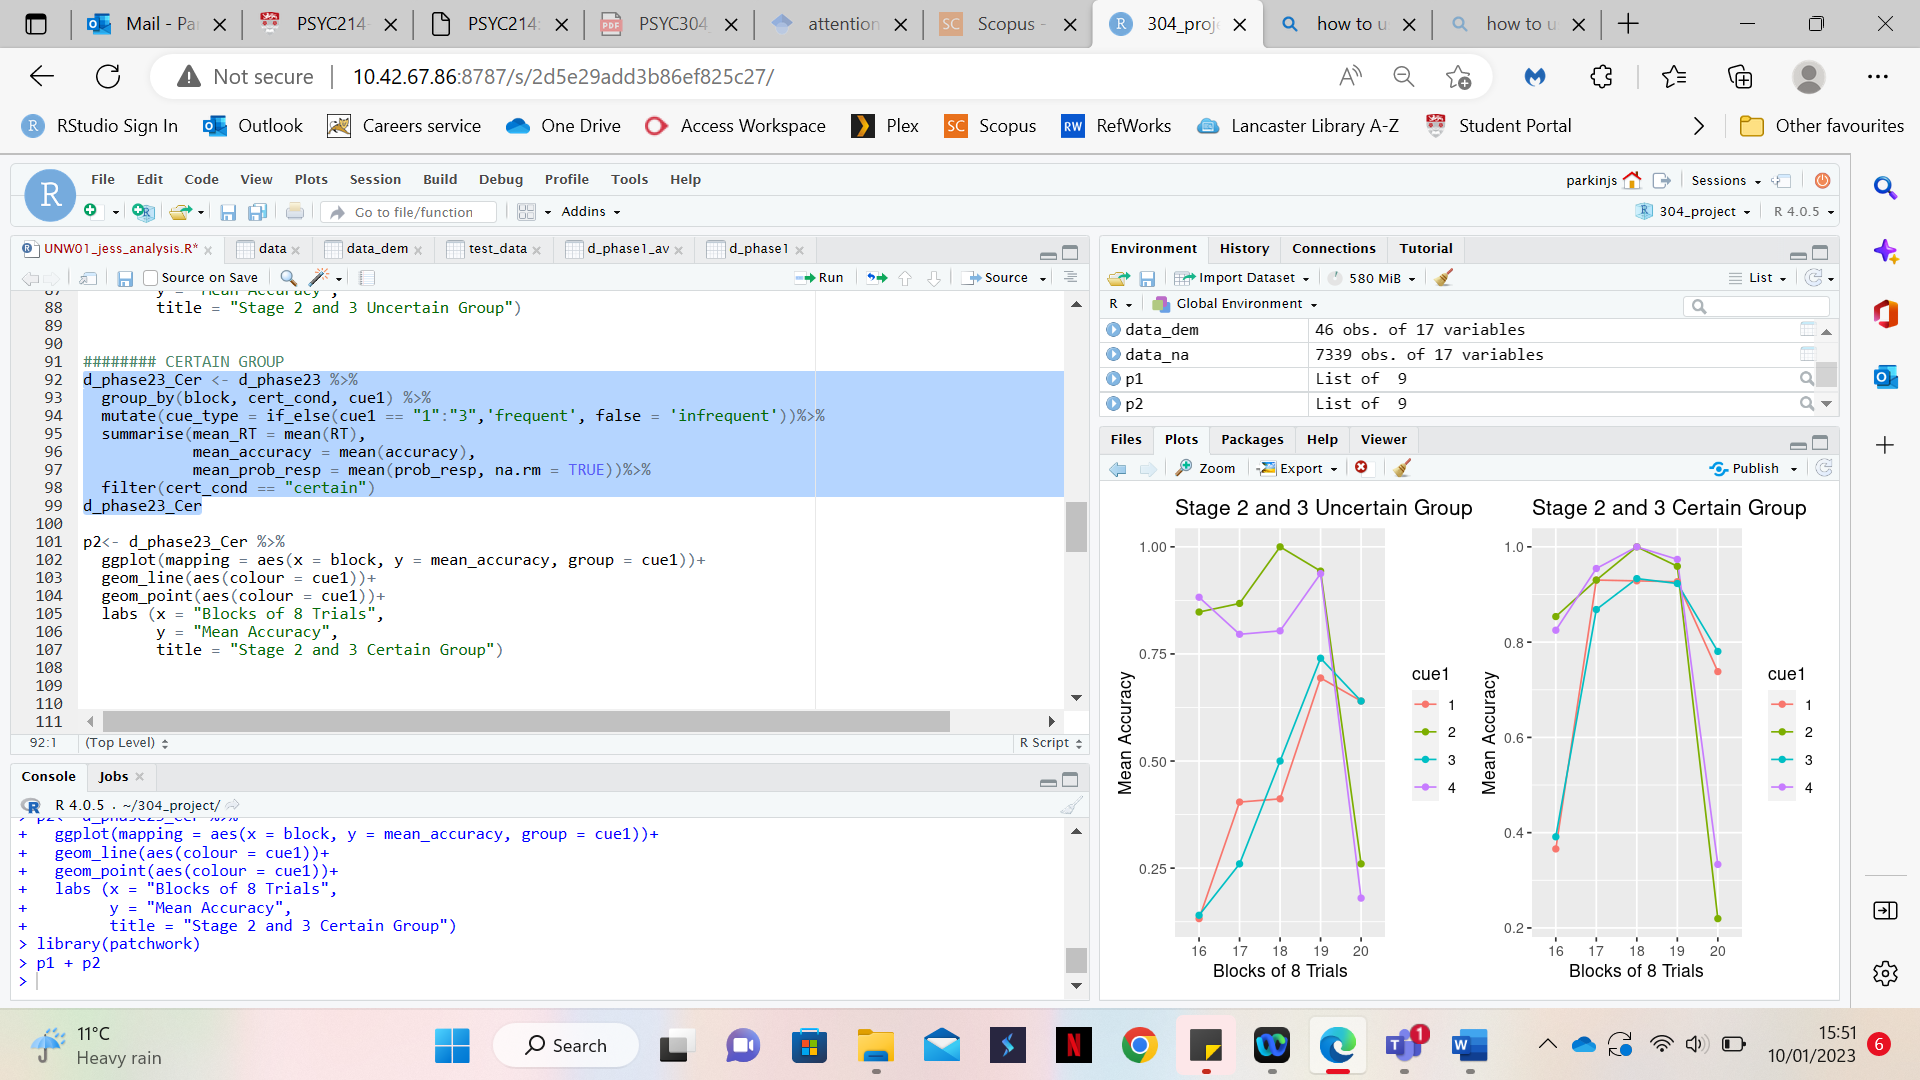 Mail - Pa
PSYC214
PSYC214:
PSYC304
attention
Scopus -
304_proje
how to u
how to u
Not secure
10.42.67.86:8787/s/2d5e29add3b86ef825c27/
RStudio Sign In
Outlook
Careers service
One Drive
Access Workspace
Plex
Scopus
RefWorks
Lancaster Library A-Z
Student Portal
Other favourites
File Edit Code View Plots Session Build Debug Profile Tools Help
parkinjs
Sessions
Go to file/function
Addins
304_project
R 4.0.5
UNW01_jess_analysis.R*
data
data_dem
test_data
d_phase1_av
d_phase1
Source on Save
Run
Source
87 y = "Mean Accuracy",
88 title = "Stage 2 and 3 Uncertain Group")
89
90
91 ######## CERTAIN GROUP
92 d_phase23_Cer <- d_phase23 %>%
93 group_by(block, cert_cond, cue1) %>%
94 mutate(cue_type = if_else(cue1 == "1":"3",'frequent', false = 'infrequent'))%>%
95 summarise(mean_RT = mean(RT),
96 mean_accuracy = mean(accuracy),
97 mean_prob_resp = mean(prob_resp, na.rm = TRUE))%>%
98 filter(cert_cond == "certain")
99 d_phase23_Cer
100
101 p2<- d_phase23_Cer %>%
102 ggplot(mapping = aes(x = block, y = mean_accuracy, group = cue1))+
103 geom_line(aes(colour = cue1))+
104 geom_point(aes(colour = cue1))+
105 labs (x = "Blocks of 8 Trials",
106 y = "Mean Accuracy",
107 title = "Stage 2 and 3 Certain Group")
108
109
110
111
92:1
(Top Level)
R Script
Console
Jobs
R 4.0.5 . ~/304_project/
> p2<- d_phase23_Cer %>%
+ ggplot(mapping = aes(x = block, y = mean_accuracy, group = cue1))+
+ geom_line(aes(colour = cue1))+
+ geom_point(aes(colour = cue1))+
+ labs (x = "Blocks of 8 Trials",
+ y = "Mean Accuracy",
+ title = "Stage 2 and 3 Certain Group")
> library(patchwork)
> p1 + p2
>
Environment History Connections Tutorial
Import Dataset
580 MiB
List
R
Global Environment
data_dem 46 obs. of 17 variables
data_na 7339 obs. of 17 variables
p1 List of 9
p2 List of 9
Files Plots Packages Help Viewer
Zoom
Export
Publish
Stage 2 and 3 Uncertain Group
1.00
0.75
0.50
0.25
Mean Accuracy
16 17 18 19 20
Blocks of 8 Trials
cue1
1
2
3
4
Stage 2 and 3 Certain Group
1.0
0.8
0.6
0.4
0.2
Mean Accuracy
16 17 18 19 20
Blocks of 8 Trials
cue1
1
2
3
4
11°C
Heavy rain
Search
1
15:51
10/01/2023
6